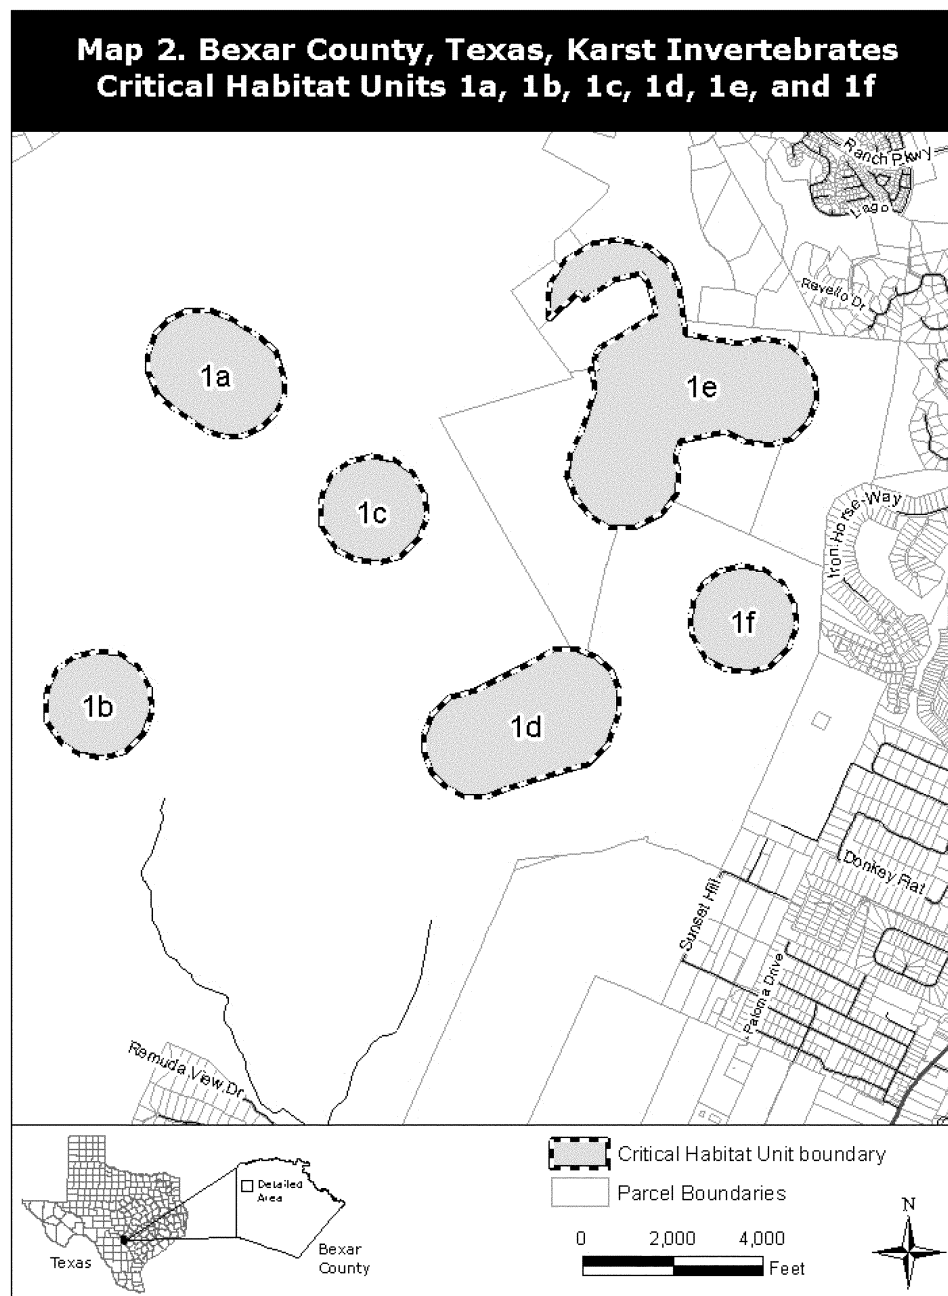 Map 2. Bexar County, Texas, Karst Invertebrates
Critical Habitat Units 1a, 1b, 1c, 1d, 1e, and 1f
Ranch Pkwy
Lago
Revello Dr
1a
1e
1c
Iron Horse Way
1f
1b
1d
Donkey Flat
Sunset Hill
Paloma Drive
Remuda View Dr
Critical Habitat Unit boundary
Detailed
Area
Parcel Boundaries
N
0 2,000 4,000
Feet
Texas
Bexar
County